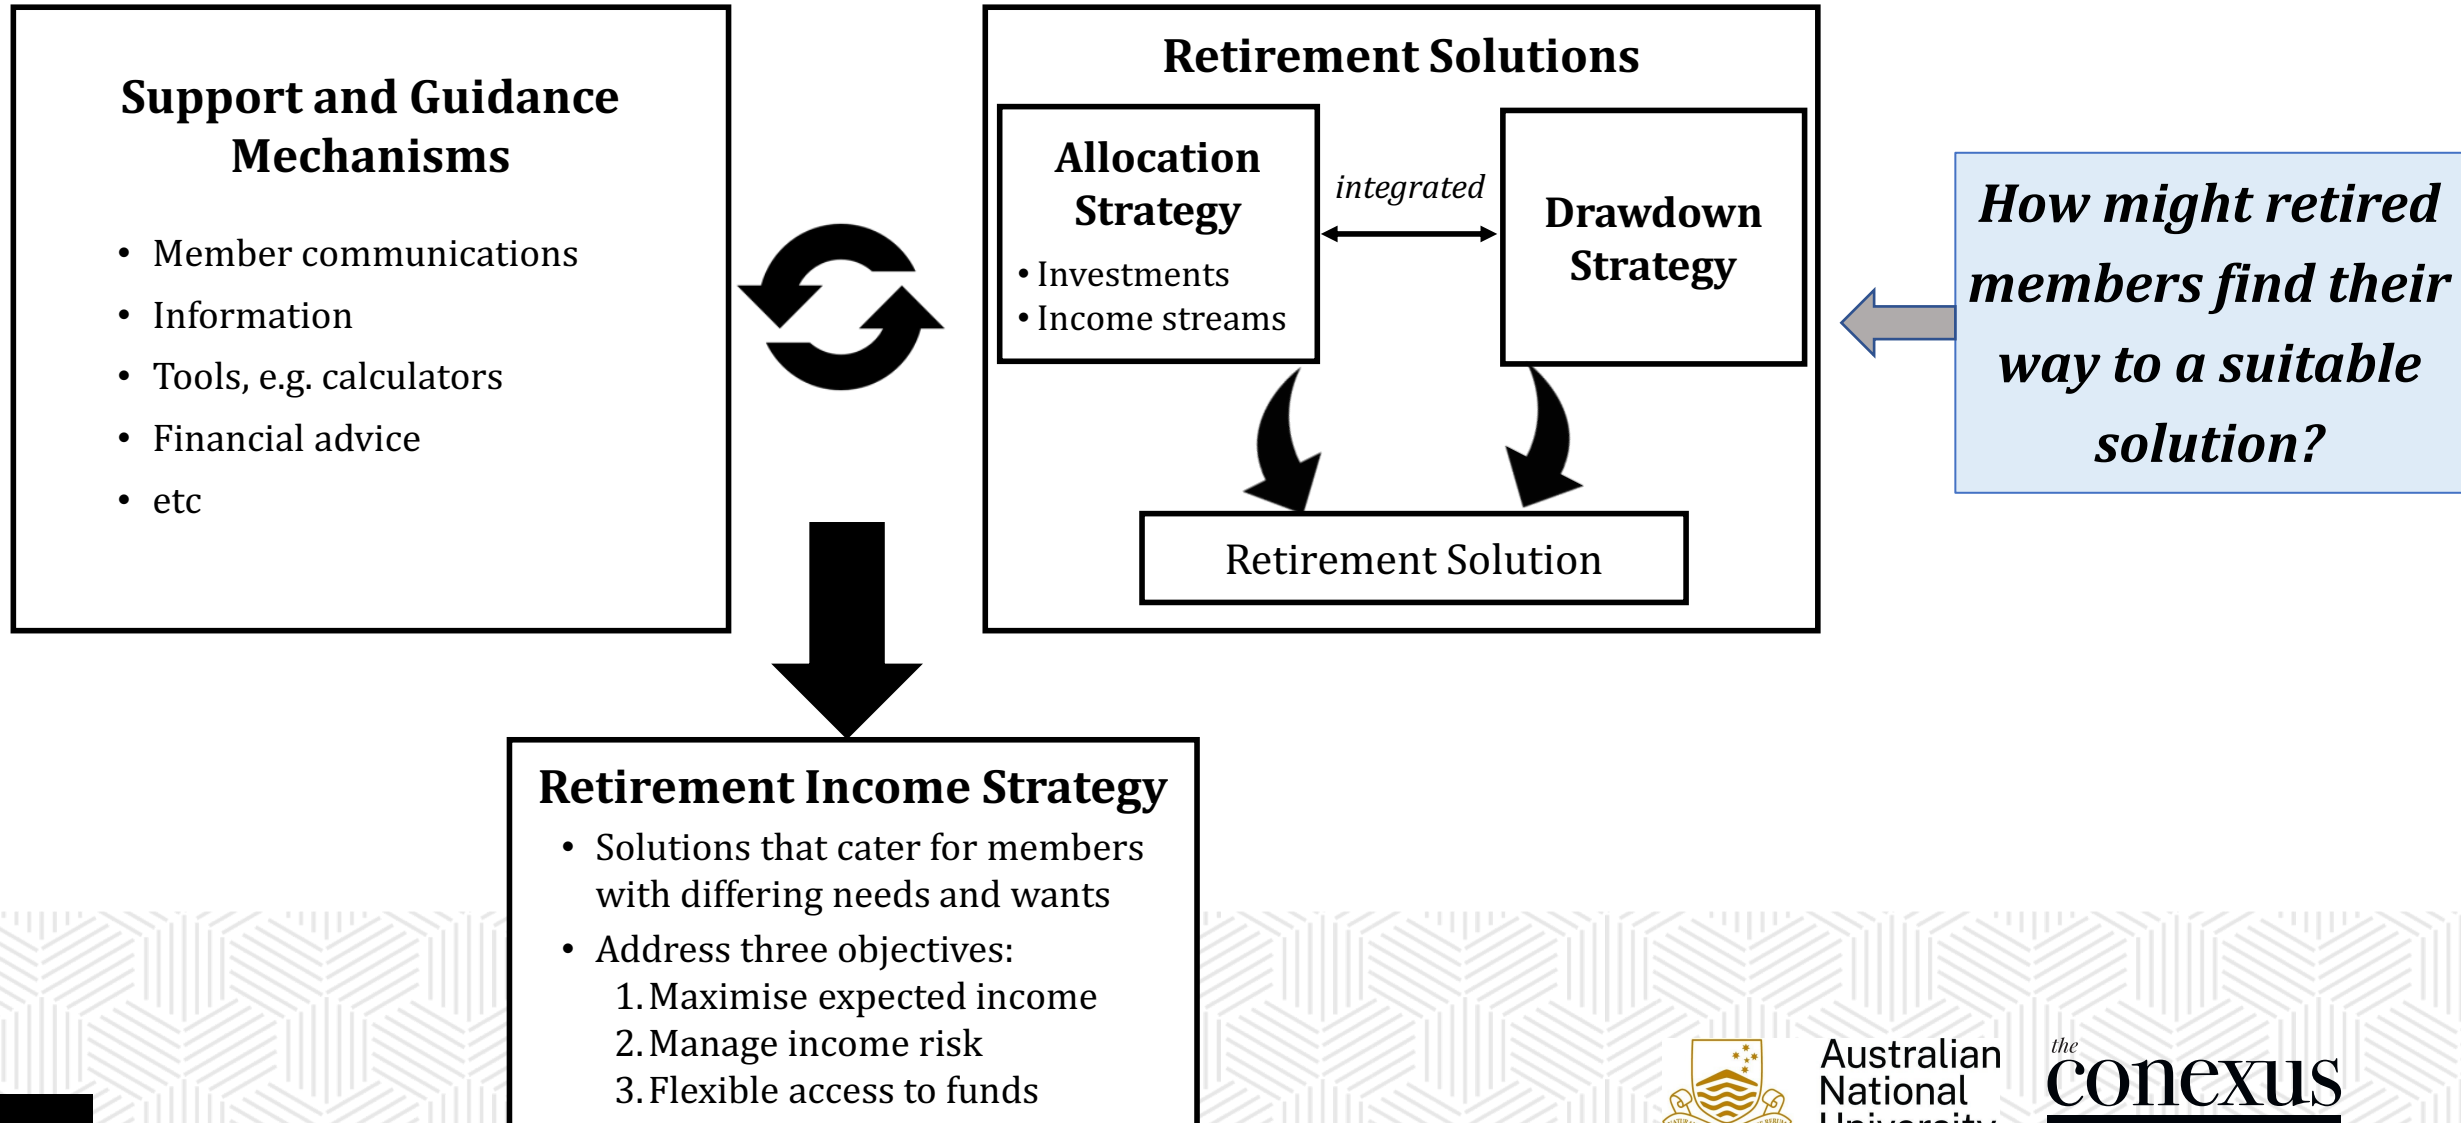 Support and Guidance
Mechanisms
• Member communications
• Information
• Tools, e.g. calculators
• Financial advice
• etc
Retirement Solutions
Allocation
Strategy
• Investments
• Income streams
integrated
Drawdown
Strategy
Retirement Solution
How might retired
members find their
way to a suitable
solution?
Retirement Income Strategy
• Solutions that cater for members
with differing needs and wants
• Address three objectives:
1. Maximise expected income
2. Manage income risk
3. Flexible access to funds
Australian
National
University
the
conexus